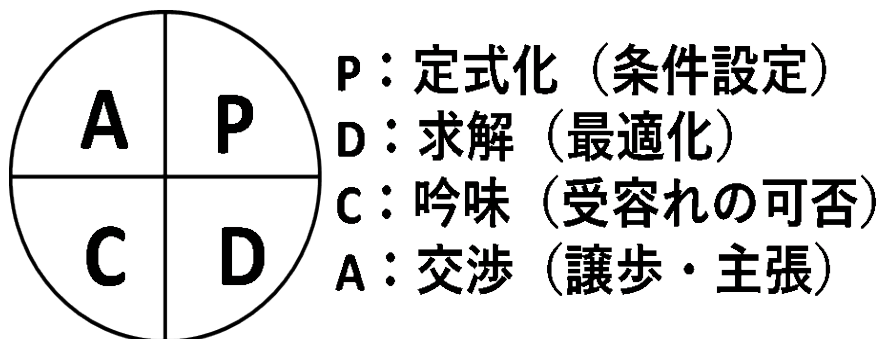 A P
C D
P：定式化（条件設定）
D：求解（最適化）
C：吟味（受容れの可否）
A：交渉（譲歩・主張）